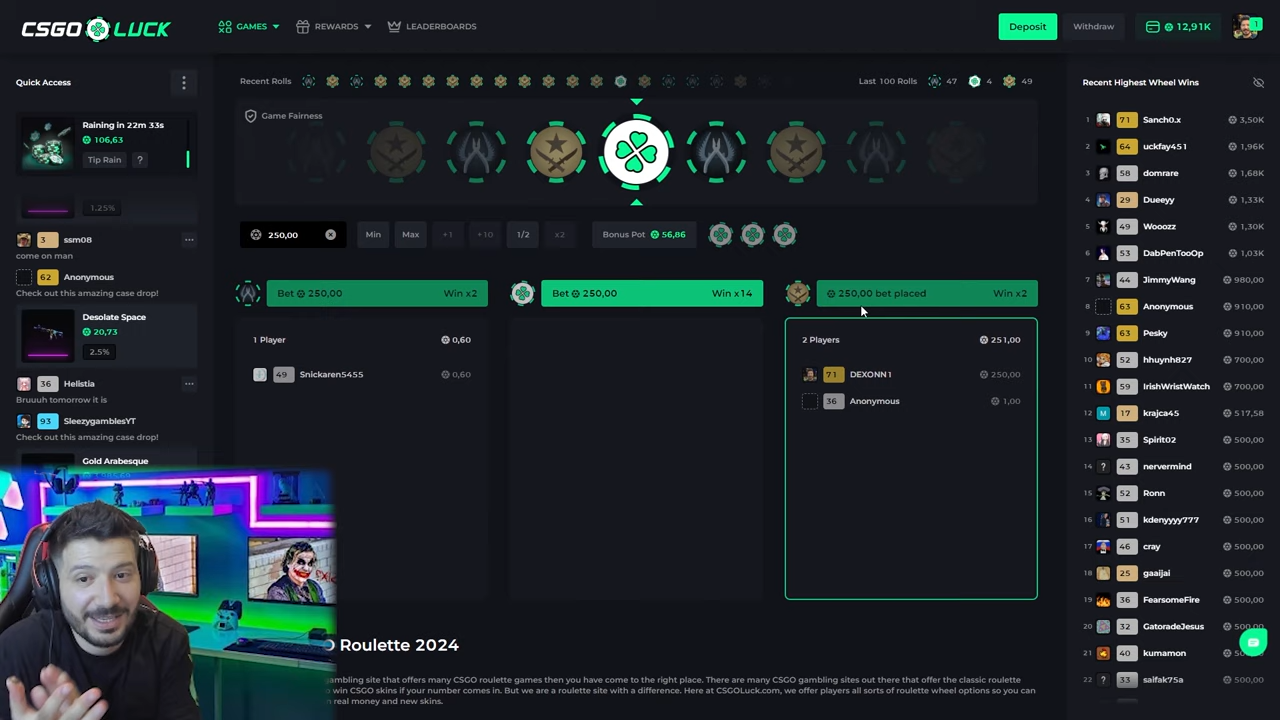 CSGO LUCK
GAMES
REWARDS
LEADERBOARDS
Deposit
Withdraw
12,91K
1
Quick Access
Raining in 22m 33s
106,63
Tip Rain
?
1.25%
3 ssm08
come on man
62 Anonymous
Check out this amazing case drop!
Desolate Space
20,73
2.5%
36 Helistia
Bruuuh tomorrow it is
93 SleezygamblesYT
Check out this amazing case drop!
Gold Arabesque
Recent Rolls
Last 100 Rolls 47 4 49
Game Fairness
250,00
Min
Max
+1
+10
1/2
x2
Bonus Pot 56,86
Bet 250,00 Win x2
1 Player 0,60
49 Snickaren5455 0,60
Bet 250,00 Win x14
250,00 bet placed Win x2
2 Players 251,00
71 DEXONN1 250,00
36 Anonymous 1,00
O Roulette 2024
ambling site that offers many CSGO roulette games then you have come to the right place. There are many CSGO gambling sites out there that offer the classic roulette
o win CSGO skins if your number comes in. But we are a roulette site with a difference. Here at CSGOLuck.com, we offer players all sorts of roulette wheel options so you can
n real money and new skins.
Recent Highest Wheel Wins
1 71 Sanch0.x 3,50K
2 64 uckfay451 1,96K
3 58 domrare 1,68K
4 29 Dueeyy 1,33K
5 49 Wooozz 1,30K
6 53 DabPenTooOp 1,03K
7 44 JimmyWang 980,00
8 63 Anonymous 910,00
9 63 Pesky 910,00
10 52 hhuynh827 700,00
11 59 IrishWristWatch 700,00
12 M 17 krajca45 517,58
13 35 Spirit02 500,00
14 ? 43 nervermind 500,00
15 52 Ronn 500,00
16 51 kdenyyyy777 500,00
17 46 cray 500,00
18 25 gaaijai 500,00
19 36 FearsomeFire 500,00
20 32 GatoradeJesus 500,00
21 40 kumamon
22 ? 33 saifak75a 500,00